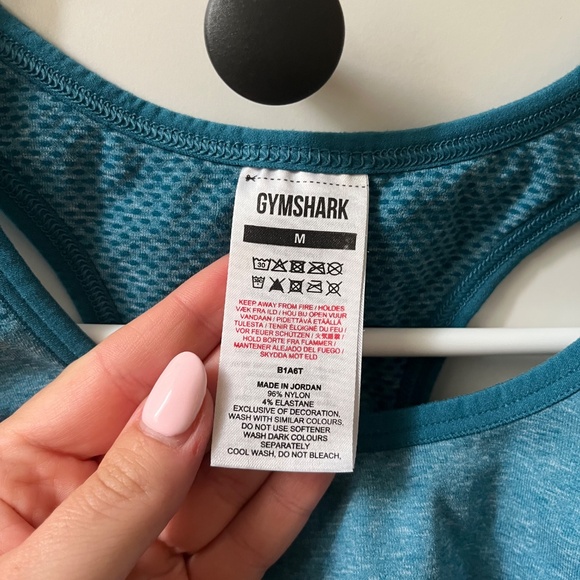 GYMSHARK
M
30
KEEP AWAY FROM FIRE / HOLDES
VÆK FRA ILD / HOU BIJ OPEN VUUR
VANDAAN / PIDETTÄVÄ ETÄÄLLÄ
TULESTA / TENIR ÉLOIGNÉ DU FEU /
VOR FEUER SCHÜTZEN / 火気厳禁 /
HOLD BORTE FRA FLAMMER /
MANTENER ALEJADO DEL FUEGO /
SKYDDA MOT ELD
B1A6T
MADE IN JORDAN
96% NYLON
4% ELASTANE
EXCLUSIVE OF DECORATION.
WASH WITH SIMILAR COLOURS.
DO NOT USE SOFTENER
WASH DARK COLOURS
SEPARATELY
COOL WASH, DO NOT BLEACH,